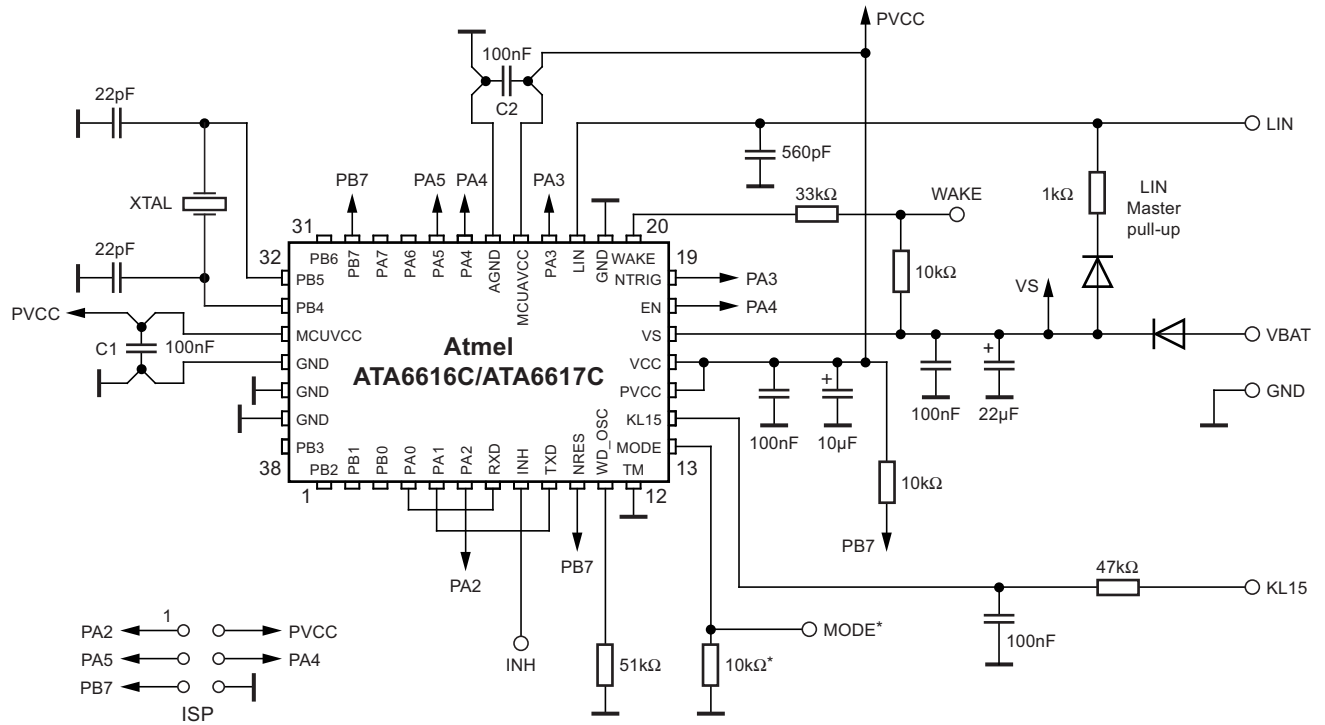 PVCC
100nF
C2
22pF
LIN
560pF
PB7
PA5
PA4
PA3
33kΩ
WAKE
1kΩ
LIN
Master
pull-up
XTAL
31
20
32
PB6
PB7
PA7
PA6
PA5
PA4
AGND
MCUAVCC
PA3
LIN
GND
WAKE
19
22pF
PB5
NTRIG
PA3
10kΩ
PB4
EN
PA4
VS
PVCC
MCUVCC
VS
VBAT
C1
100nF
Atmel
ATA6616C/ATA6617C
GND
VCC
GND
PVCC
+
+
100nF
22µF
GND
GND
KL15
100nF
10µF
PB3
MODE
38
PB2
PB1
PB0
PA0
PA1
PA2
RXD
INH
TXD
NRES
WD_OSC
TM
13
1
12
10kΩ
PB7
PB7
PA2
47kΩ
KL15
1
PA2
PVCC
MODE*
100nF
PA5
PA4
INH
51kΩ
10kΩ*
PB7
ISP